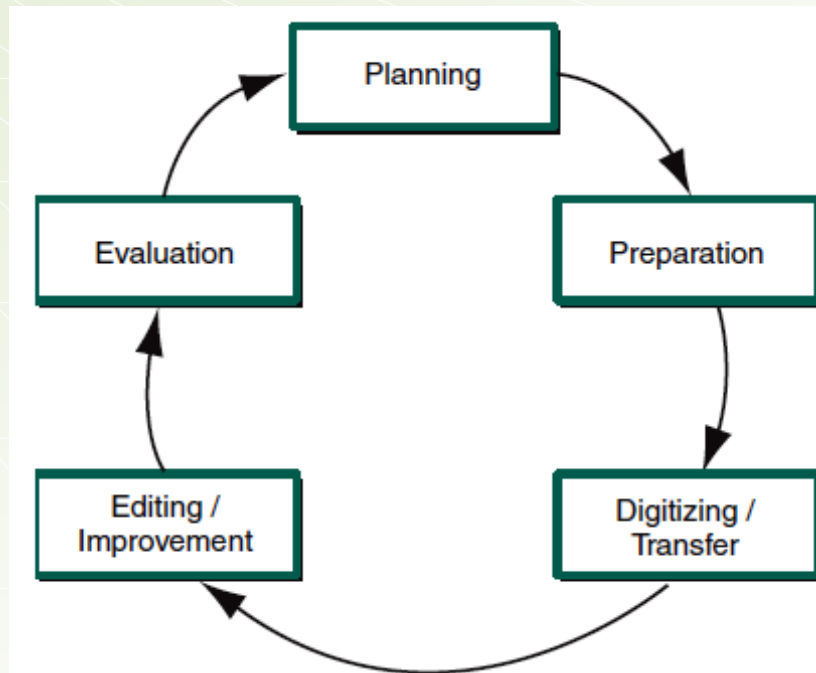 Planning
Evaluation
Preparation
Editing /
Improvement
Digitizing /
Transfer